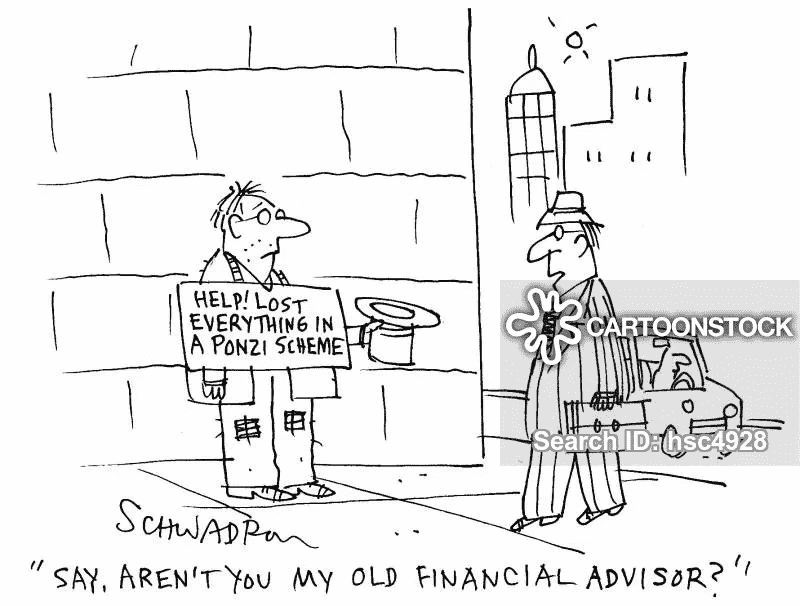 HELP! LOST
EVERYTHING IN
A PONZI SCHEME
CARTOONSTOCK
Search ID: hsc4928
SCHWADRON
"SAY, AREN'T YOU MY OLD FINANCIAL ADVISOR?"